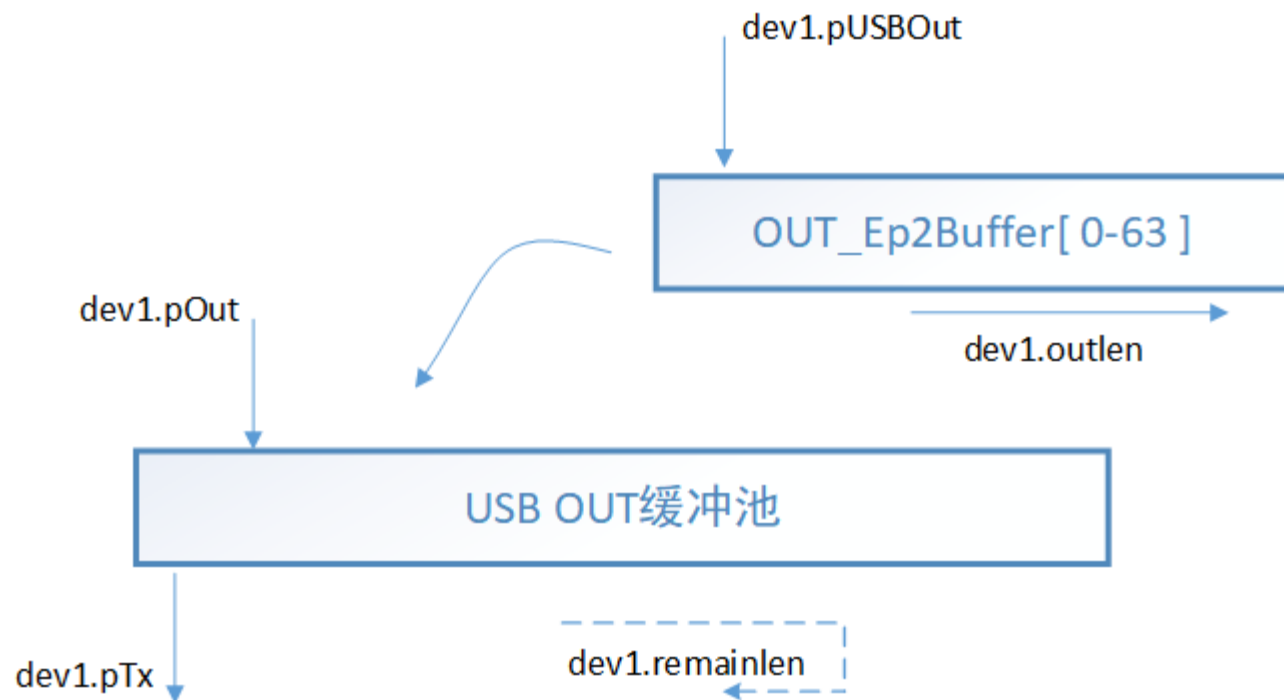 dev1.pUSBOut
OUT_Ep2Buffer[ 0-63 ]
dev1.pOut
dev1.outlen
USB OUT缓冲池
dev1.remainlen
dev1.pTx